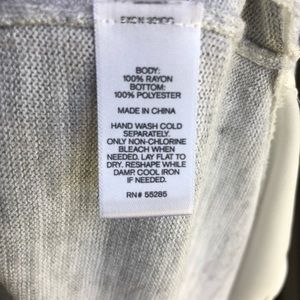 BODY:
100% RAYON
BOTTOM:
100% POLYESTER
MADE IN CHINA
HAND WASH COLD
SEPARATELY.
ONLY NON-CHLORINE
BLEACH WHEN
NEEDED. LAY FLAT TO
DRY. RESHAPE WHILE
DAMP. COOL IRON
IF NEEDED.
RN# 55285